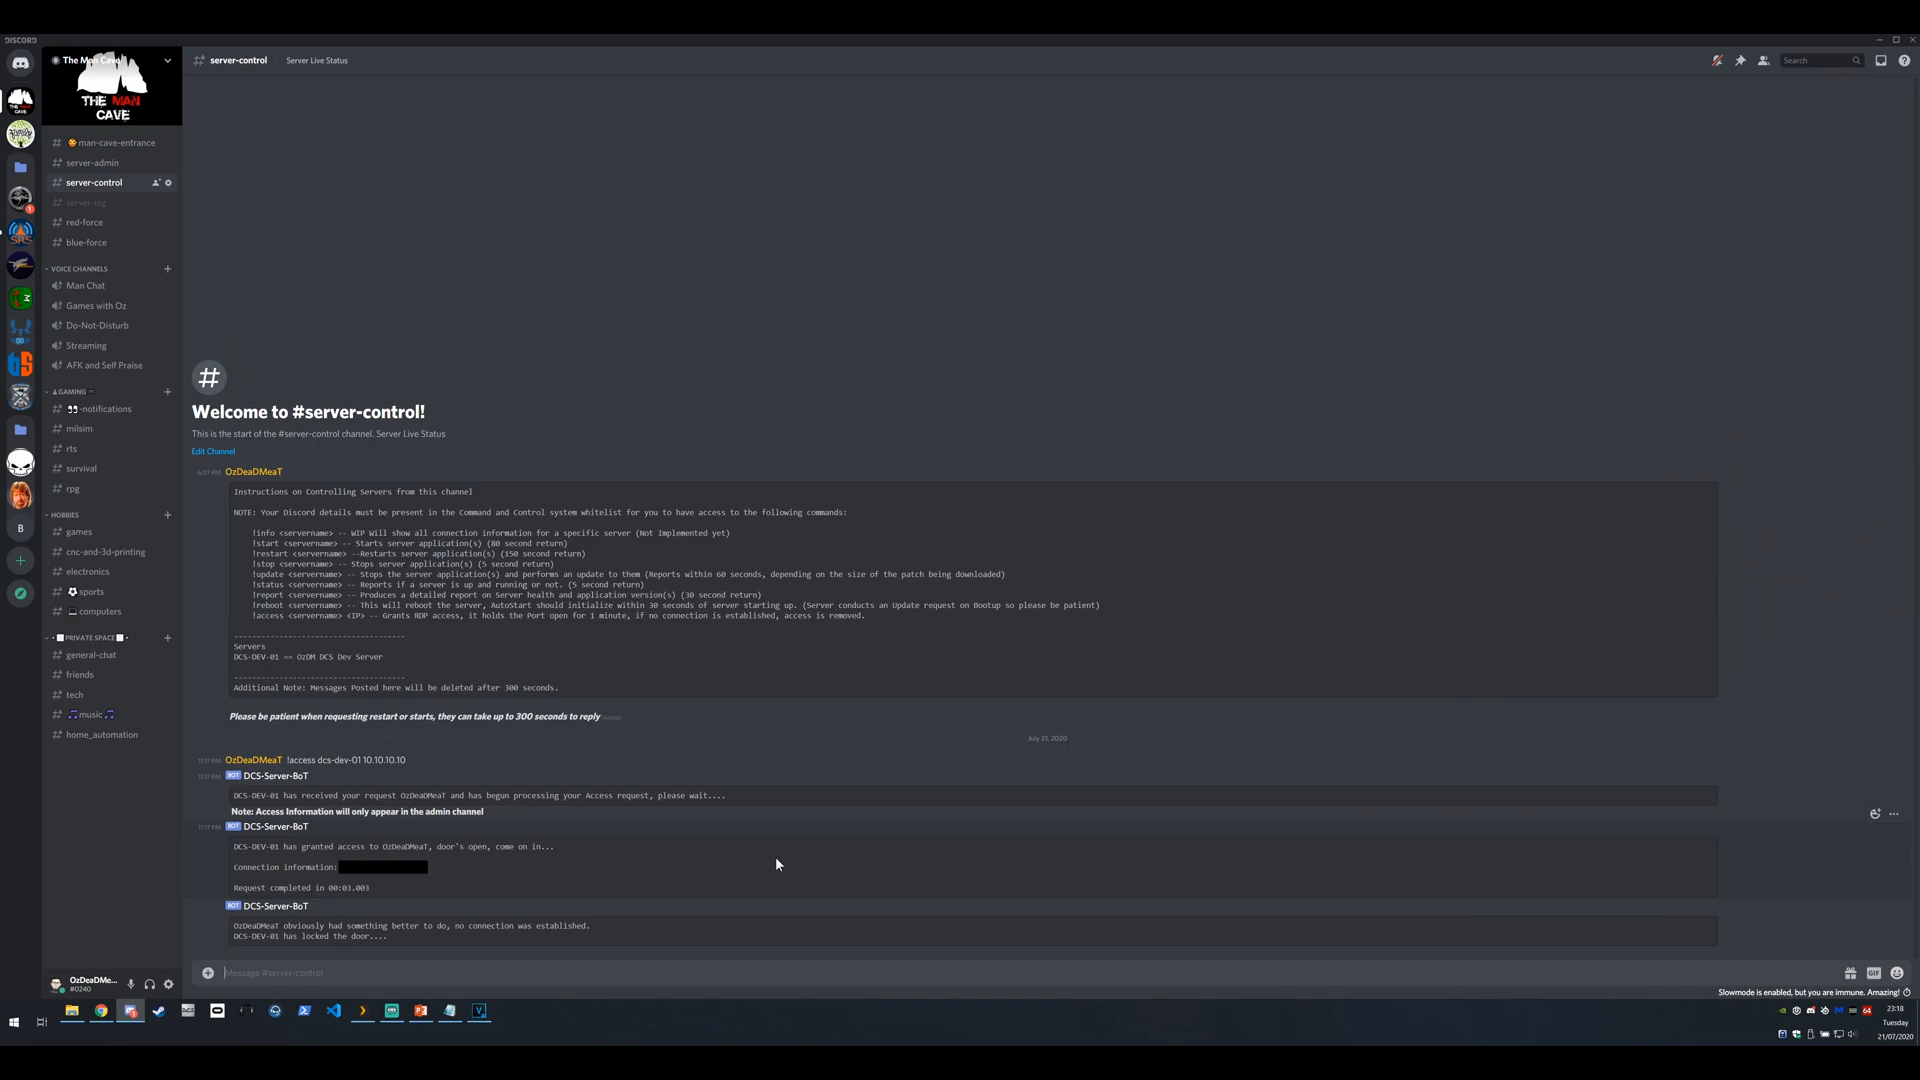 DISCORD
The Man Cave
THE MAN
CAVE
man-cave-entrance
server-admin
server-control
server-log
red-force
blue-force
VOICE CHANNELS
Man Chat
Games with Oz
Do-Not-Disturb
Streaming
AFK and Self Praise
GAMING
-notifications
milsim
rts
survival
rpg
HOBBIES
games
cnc-and-3d-printing
electronics
sports
computers
PRIVATE SPACE
general-chat
friends
tech
music
home_automation
OzDeaDMe...
#0240
B
server-control
Server Live Status
Search
#
Welcome to #server-control!
This is the start of the #server-control channel. Server Live Status
Edit Channel
6:07 PM OzDeaDMeaT
Instructions on Controlling Servers from this channel
NOTE: Your Discord details must be present in the Command and Control system whitelist for you to have access to the following commands:
!info <servername> -- WIP Will show all connection information for a specific server (Not Implemented yet)
!start <servername> -- Starts server application(s) (80 second return)
!restart <servername> --Restarts server application(s) (150 second return)
!stop <servername> -- Stops server application(s) (5 second return)
!update <servername> -- Stops the server application(s) and performs an update to them (Reports within 60 seconds, depending on the size of the patch being downloaded)
!status <servername> -- Reports if a server is up and running or not. (5 second return)
!report <servername> -- Produces a detailed report on Server health and application version(s) (30 second return)
!reboot <servername> -- This will reboot the server, AutoStart should initialize within 30 seconds of server starting up. (Server conducts an Update request on Bootup so please be patient)
!access <servername> <IP> -- Grants RDP access, it holds the Port open for 1 minute, if no connection is established, access is removed.
-------------------------------------
Servers
DCS-DEV-01 == OzDM DCS Dev Server
-------------------------------------
Additional Note: Messages Posted here will be deleted after 300 seconds.
Please be patient when requesting restart or starts, they can take up to 300 seconds to reply (edited)
July 21, 2020
11:17 PM OzDeaDMeaT !access dcs-dev-01 10.10.10.10
11:17 PM BOT DCS-Server-BoT
DCS-DEV-01 has received your request OzDeaDMeaT and has begun processing your Access request, please wait....
Note: Access Information will only appear in the admin channel
11:17 PM BOT DCS-Server-BoT
DCS-DEV-01 has granted access to OzDeaDMeaT, door's open, come on in...
Connection information:
Request completed in 00:03.003
BOT DCS-Server-BoT
OzDeaDMeaT obviously had something better to do, no connection was established.
DCS-DEV-01 has locked the door....
Message #server-control
GIF
Slowmode is enabled, but you are immune. Amazing!
64
23:18
Tuesday
21/07/2020